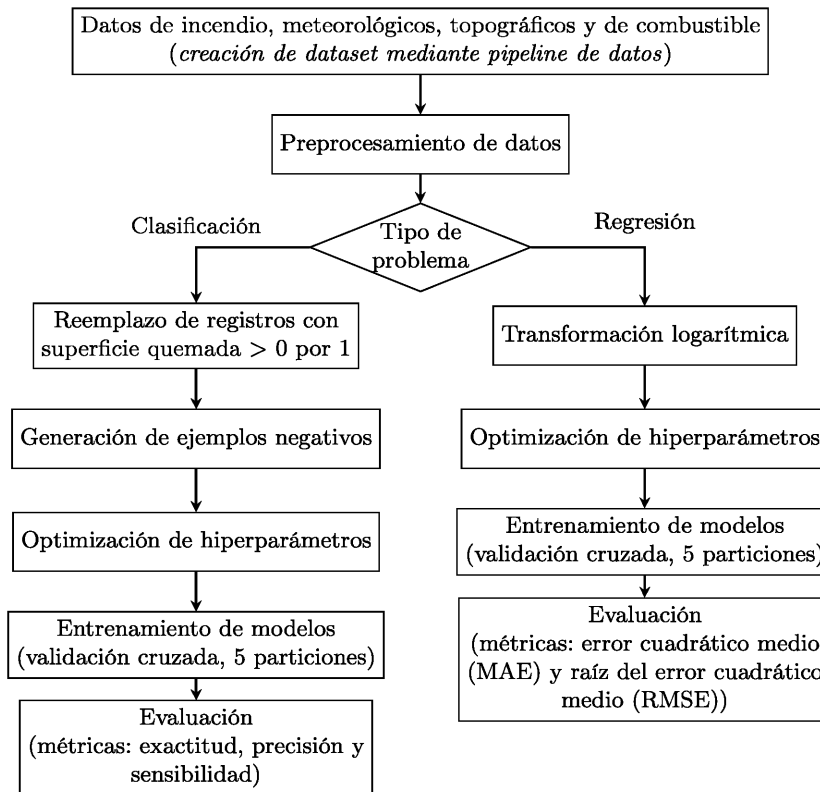 Datos de incendio, meteorológicos, topográficos y de combustible
(creación de dataset mediante pipeline de datos)
Preprocesamiento de datos
Tipo de
problema
Clasificación
Reemplazo de registros con
superficie quemada > 0 por 1
Generación de ejemplos negativos
Optimización de hiperparámetros
Entrenamiento de modelos
(validación cruzada, 5 particiones)
Evaluación
(métricas: exactitud, precisión y
sensibilidad)
Regresión
Transformación logarítmica
Optimización de hiperparámetros
Entrenamiento de modelos
(validación cruzada, 5 particiones)
Evaluación
(métricas: error cuadrático medio
(MAE) y raíz del error cuadrático
medio (RMSE))